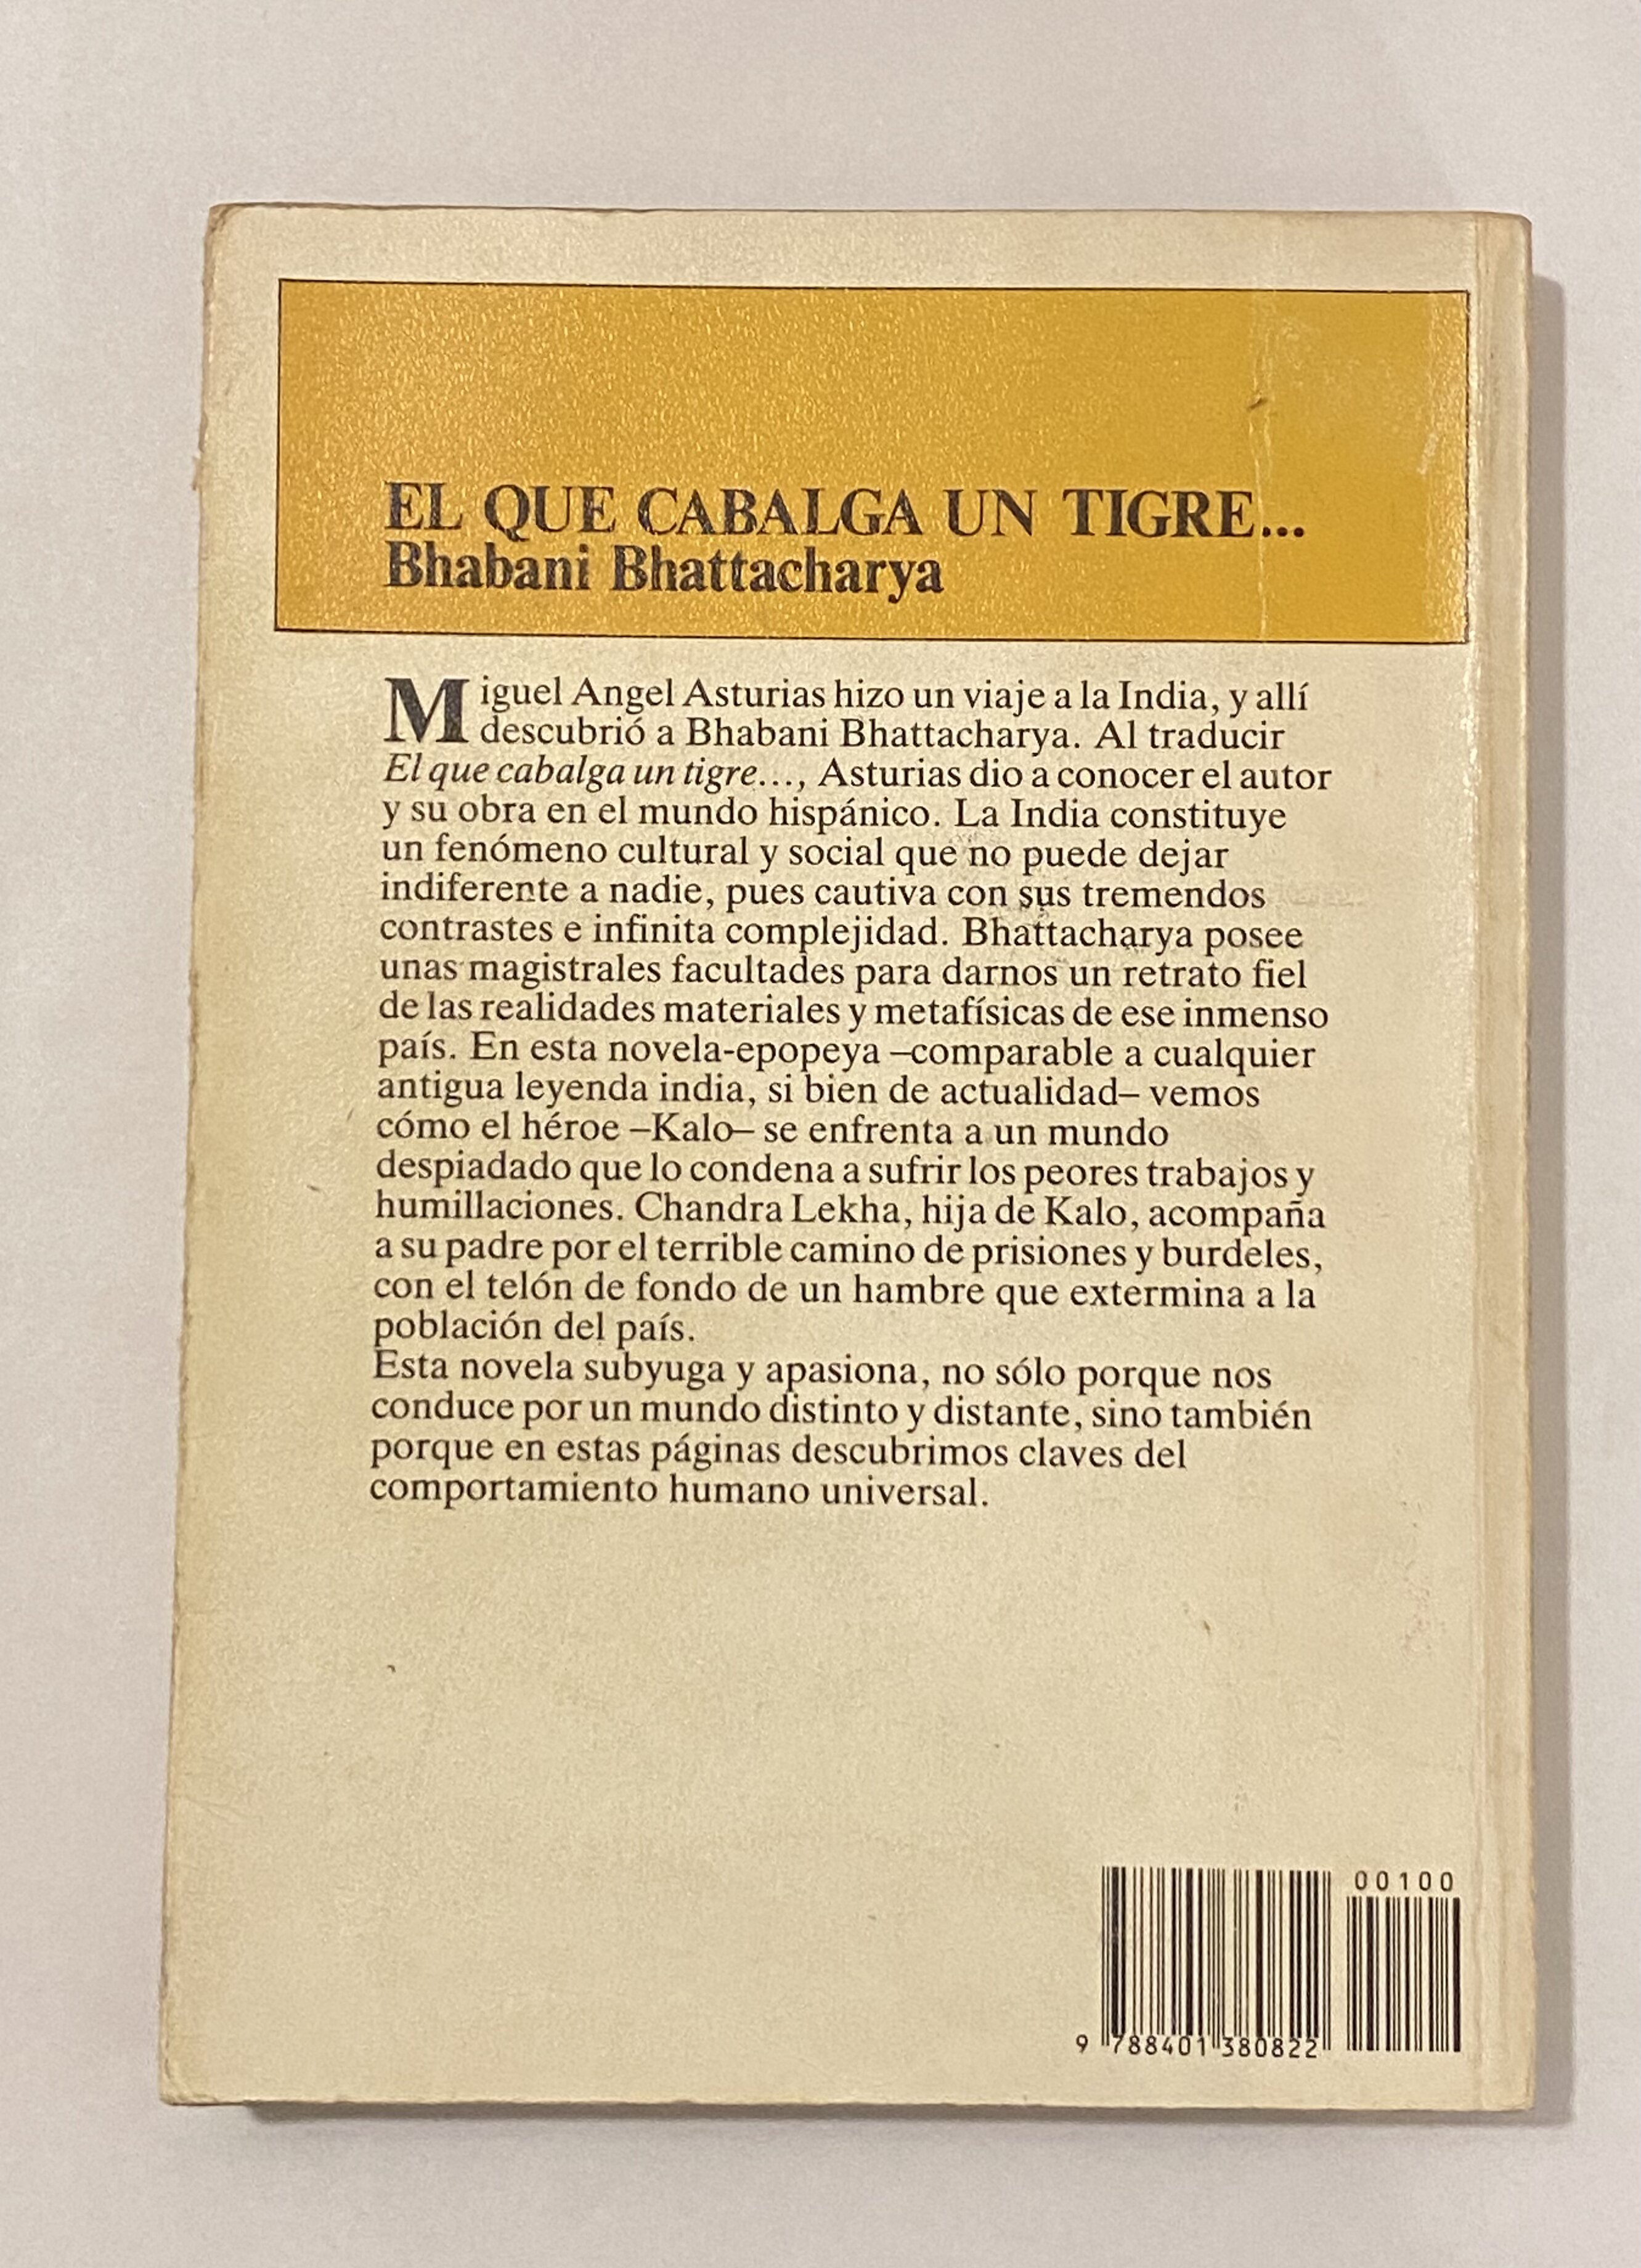 EL QUE CABALGA UN TIGRE...
Bhabani Bhattacharya
Miguel Angel Asturias hizo un viaje a la India, y allí
descubrió a Bhabani Bhattacharya. Al traducir
El que cabalga un tigre..., Asturias dio a conocer el autor
y su obra en el mundo hispánico. La India constituye
un fenómeno cultural y social que no puede dejar
indiferente a nadie, pues cautiva con sus tremendos
contrastes e infinita complejidad. Bhattacharya posee
unas magistrales facultades para darnos un retrato fiel
de las realidades materiales y metafísicas de ese inmenso
país. En esta novela-epopeya –comparable a cualquier
antigua leyenda india, si bien de actualidad– vemos
cómo el héroe –Kalo– se enfrenta a un mundo
despiadado que lo condena a sufrir los peores trabajos y
humillaciones. Chandra Lekha, hija de Kalo, acompaña
a su padre por el terrible camino de prisiones y burdeles,
con el telón de fondo de un hambre que extermina a la
población del país.
Esta novela subyuga y apasiona, no sólo porque nos
conduce por un mundo distinto y distante, sino también
porque en estas páginas descubrimos claves del
comportamiento humano universal.
00100
9 788401 380822